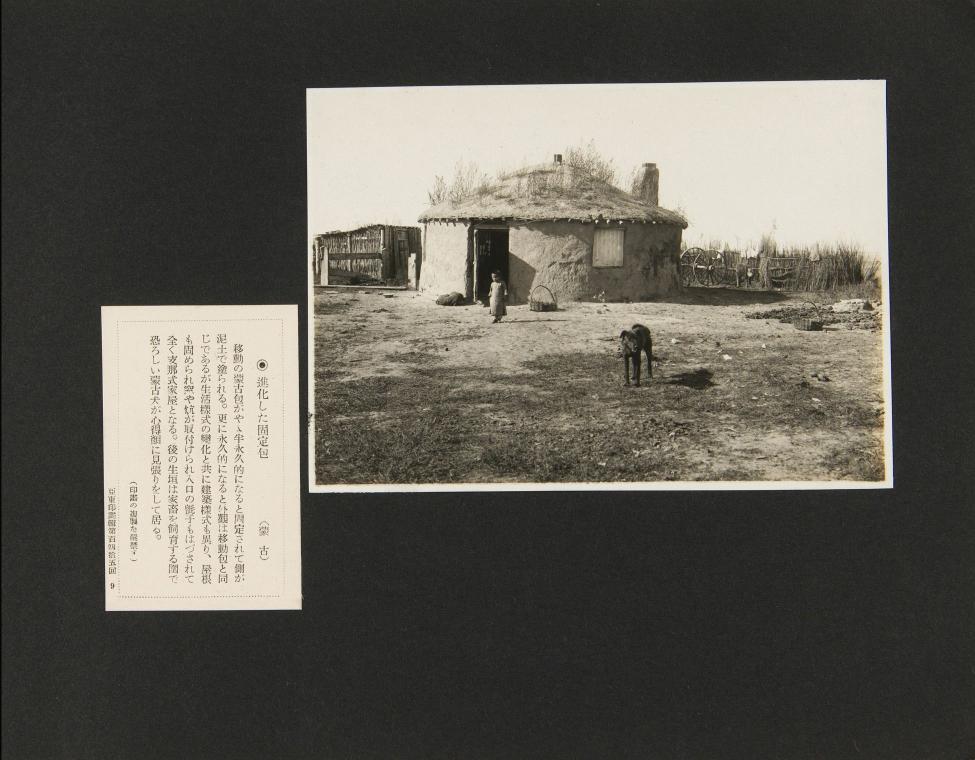 ◉ 進化した固定包 （蒙 古）
移動の蒙古包がやゝ半永久的になると固定されて側が
泥土で塗られる。更に永久的になると外觀は移動包と同
じであるが生活樣式の變化と共に建築樣式も異り、屋根
も固められ窓や炕が取付けられ入口の氈子もはづされて
全く支那式家屋となる。後の生垣は家畜を飼育する圍で
恐ろしい蒙古犬が心得顏に見張りをして居る。
（印畫の複製を嚴禁す）
亞東印畫輯第百四拾五回 9